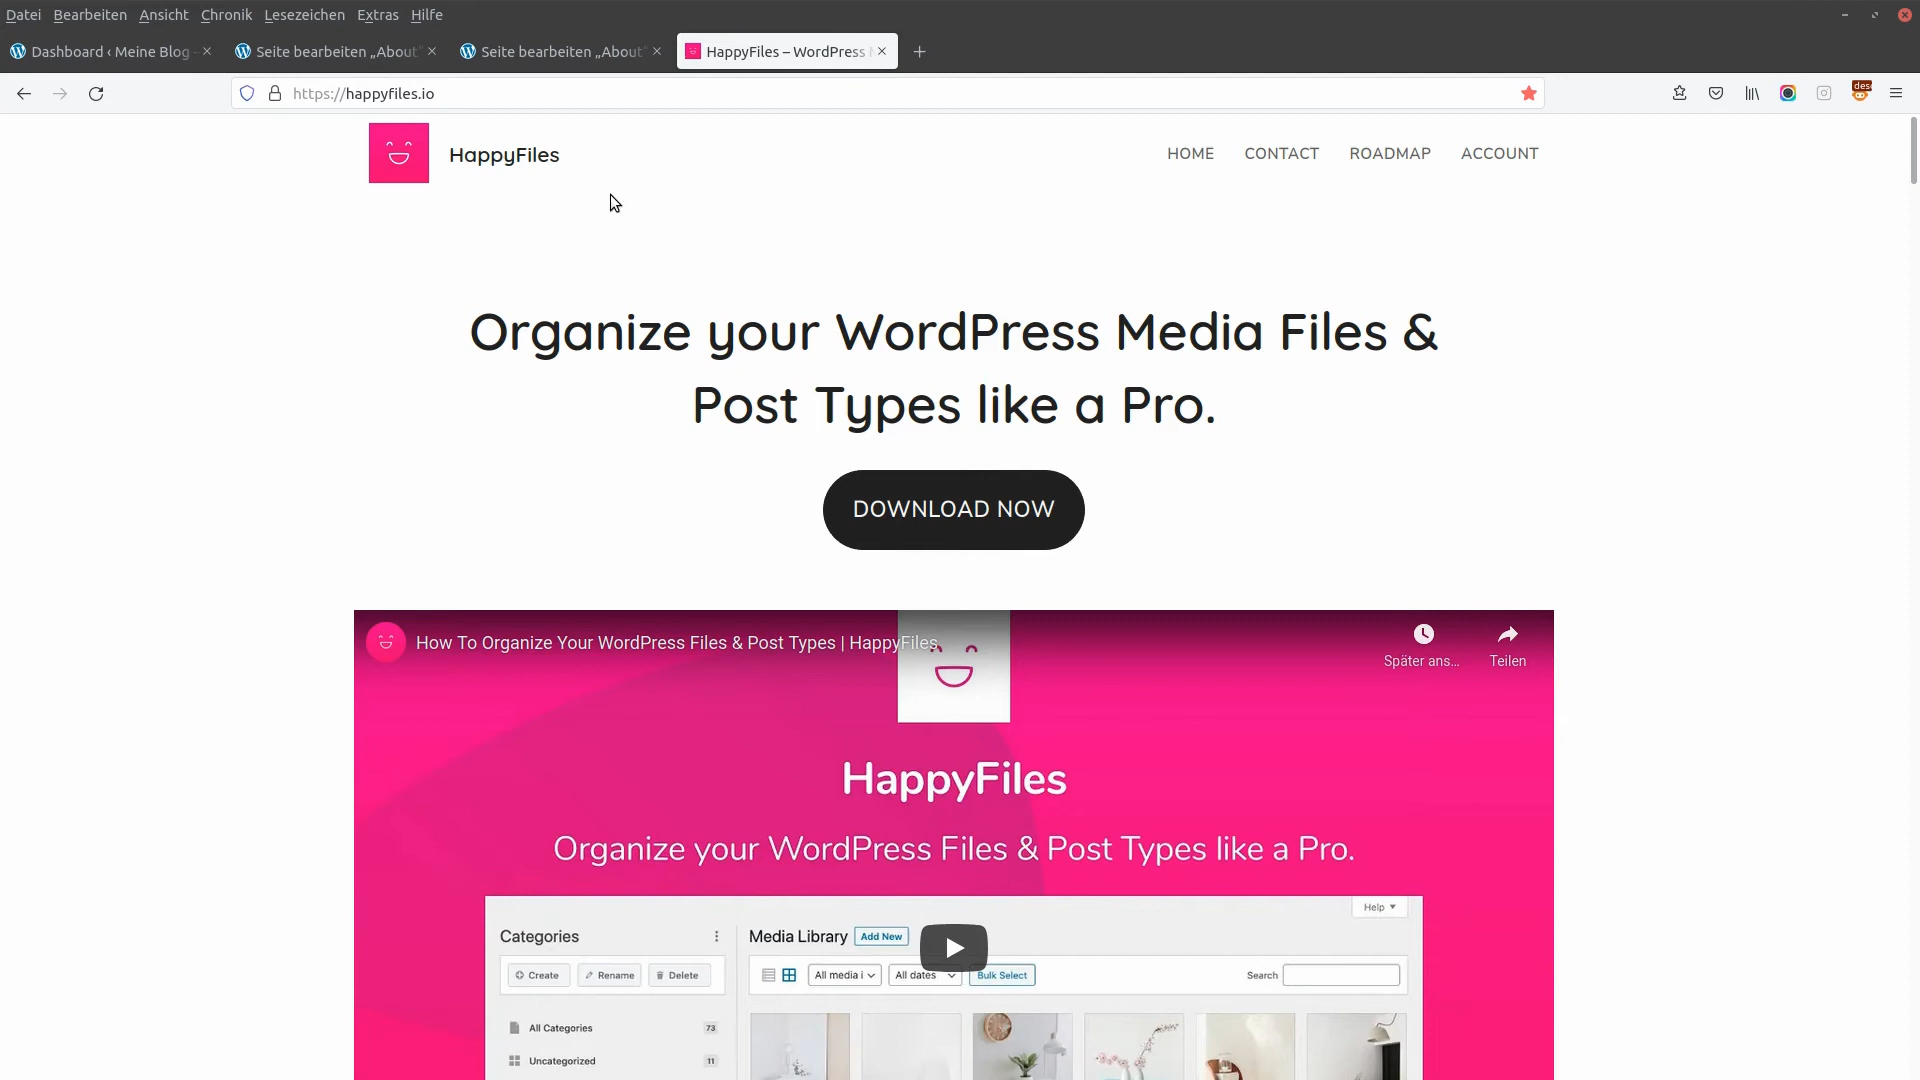 Datei Bearbeiten Ansicht Chronik Lesezeichen Extras Hilfe
Dashboard ‹ Meine Blog –
Seite bearbeiten „About“
Seite bearbeiten „About“
HappyFiles – WordPress
https://happyfiles.io
HappyFiles
HOME CONTACT ROADMAP ACCOUNT
Organize your WordPress Media Files &
Post Types like a Pro.
DOWNLOAD NOW
How To Organize Your WordPress Files & Post Types | HappyFiles
Später ans...
Teilen
HappyFiles
Organize your WordPress Files & Post Types like a Pro.
Help
Categories
Media Library Add New
Create Rename Delete
All media i All dates Bulk Select Search
All Categories 73
Uncategorized 11